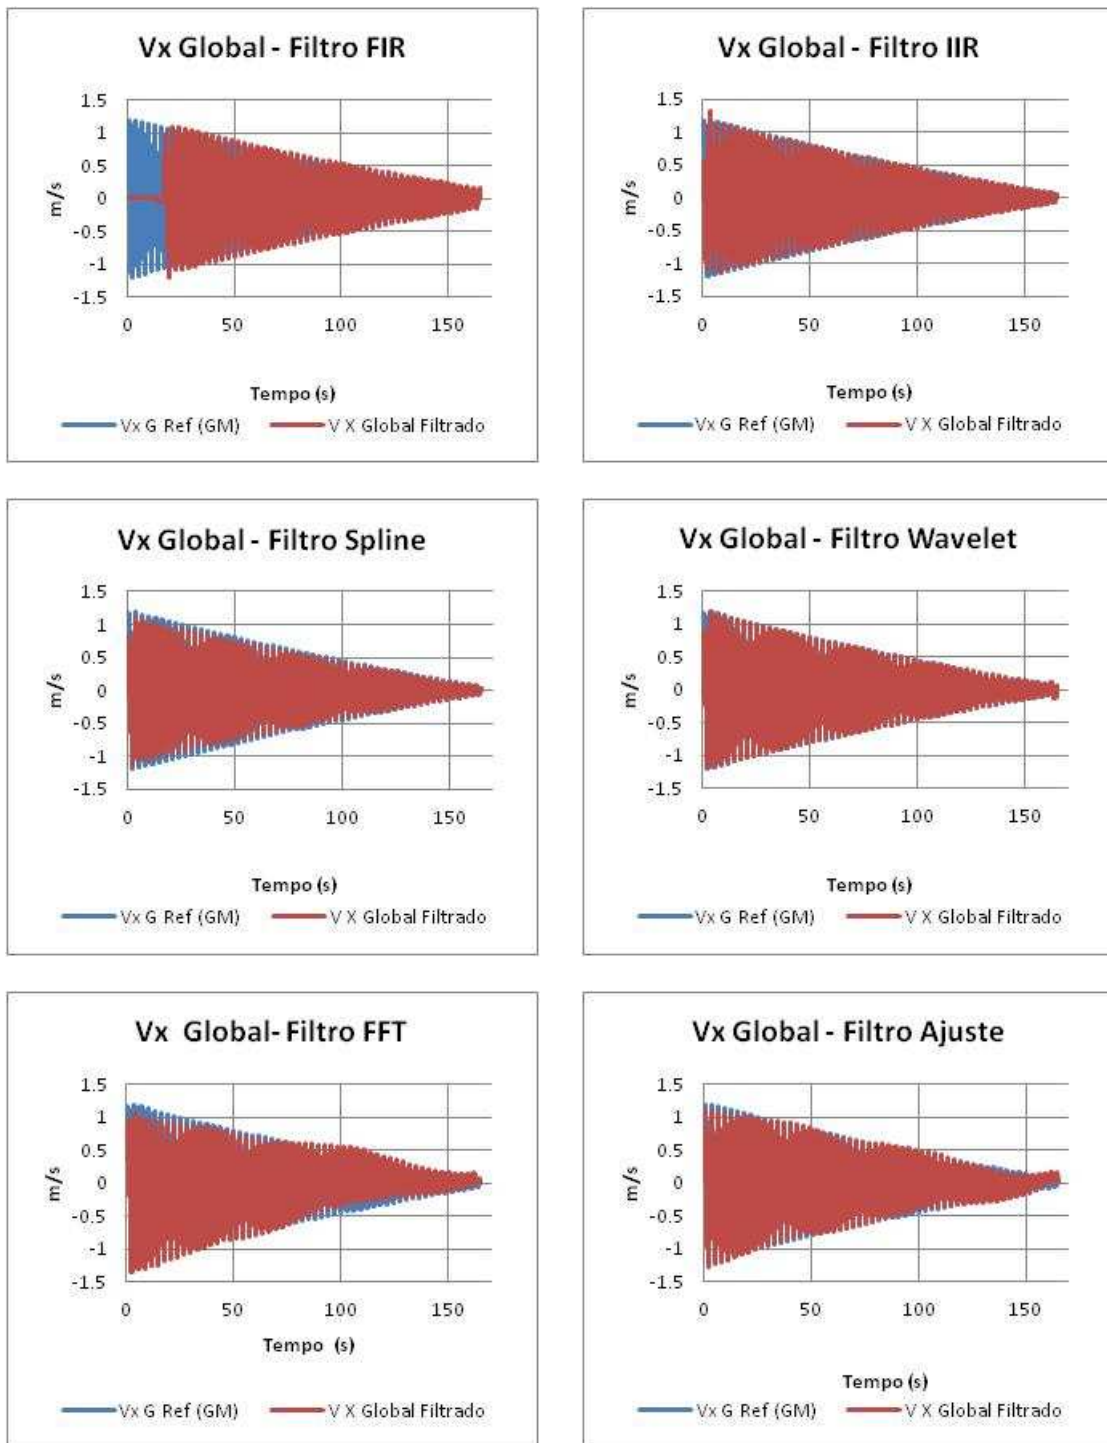 Vx Global - Filtro FIR
1.5
1
0.5
0
-0.5
-1
-1.5
m/s
0 50 100 150
Tempo (s)
Vx G Ref (GM) V X Global Filtrado
Vx Global - Filtro IIR
1.5
1
0.5
0
-0.5
-1
-1.5
m/s
0 50 100 150
Tempo (s)
Vx G Ref (GM) V X Global Filtrado
Vx Global - Filtro Spline
1.5
1
0.5
0
-0.5
-1
-1.5
m/s
0 50 100 150
Tempo (s)
Vx G Ref (GM) V X Global Filtrado
Vx Global - Filtro Wavelet
1.5
1
0.5
0
-0.5
-1
-1.5
m/s
0 50 100 150
Tempo (s)
Vx G Ref (GM) V X Global Filtrado
Vx Global- Filtro FFT
1.5
1
0.5
0
-0.5
-1
-1.5
m/s
0 50 100 150
Tempo (s)
Vx G Ref (GM) V X Global Filtrado
Vx Global - Filtro Ajuste
1.5
1
0.5
0
-0.5
-1
-1.5
m/s
0 50 100 150
Tempo (s)
Vx G Ref (GM) V X Global Filtrado